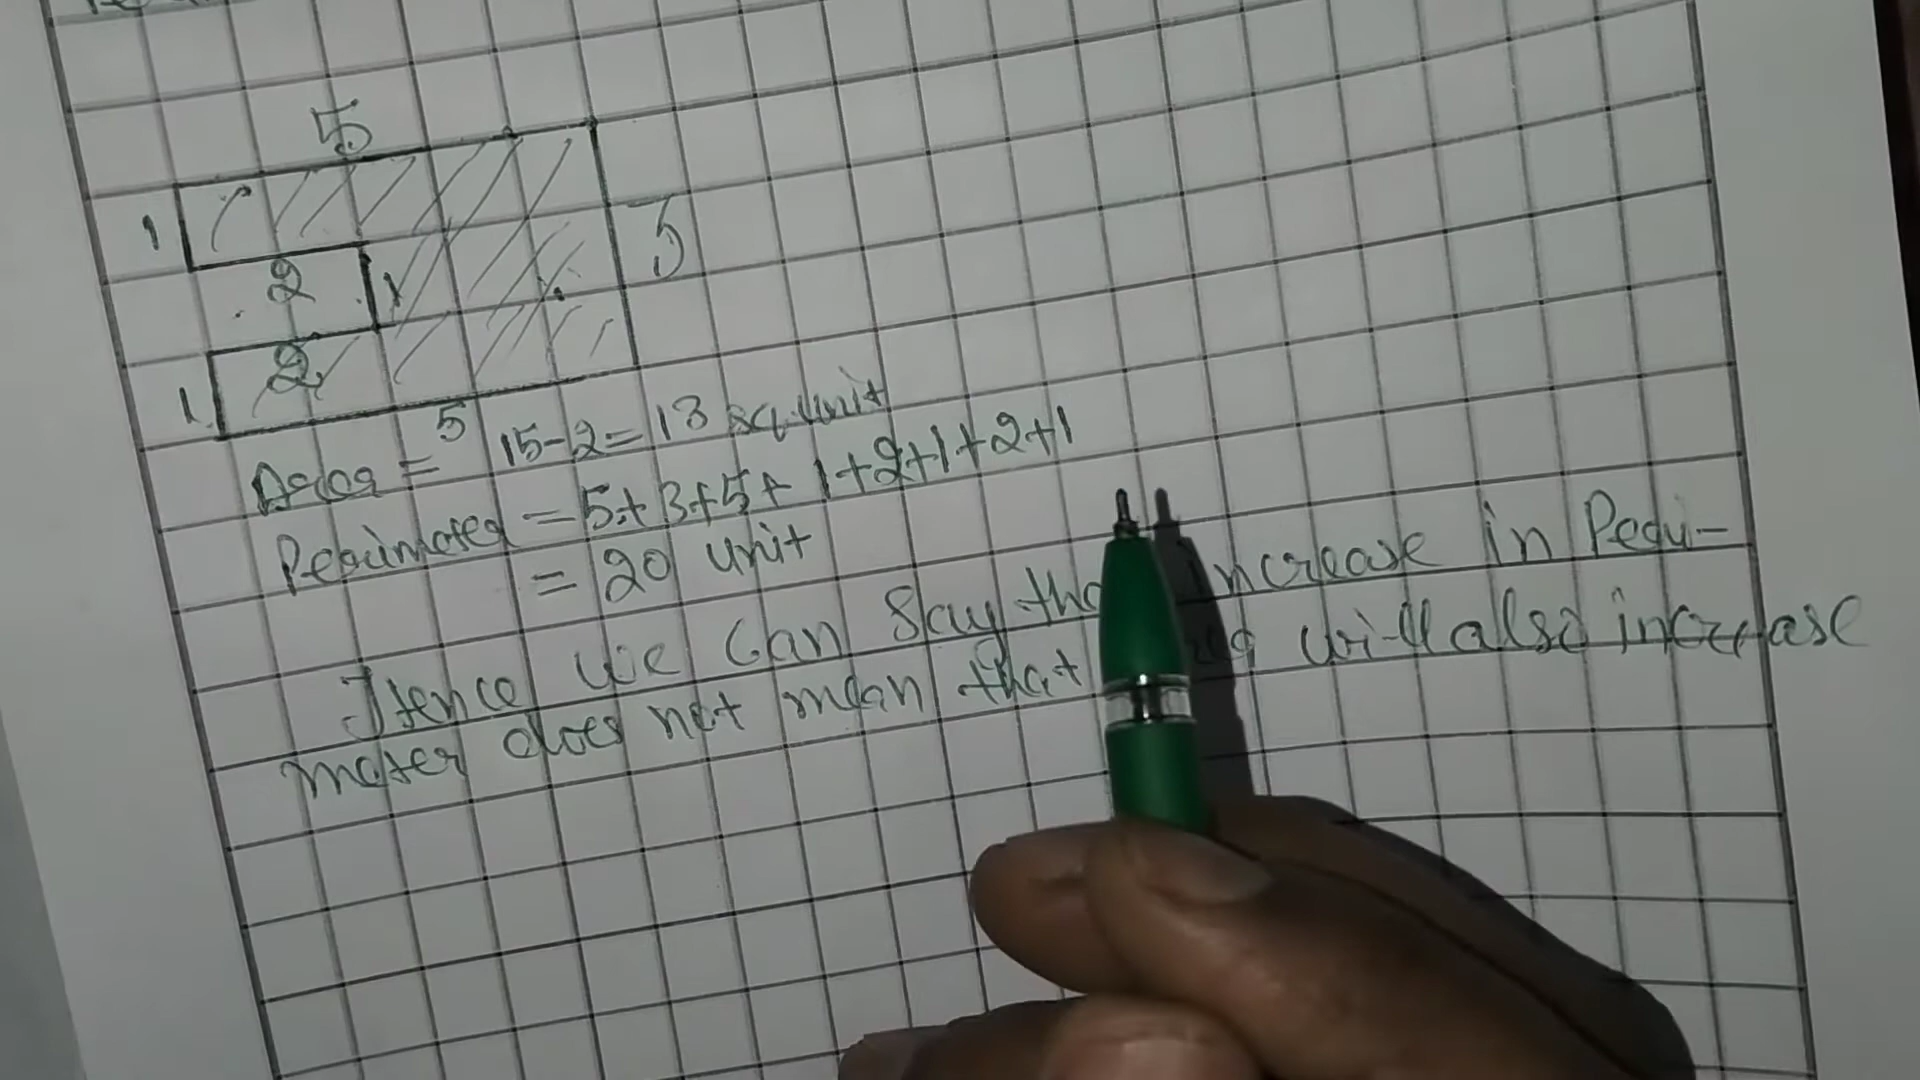 5
1
2
1
3
2
1
5
Area = 15-2=13 sq unit
Perimeter = 5+3+5+1+2+1+2+1
= 20 unit
Hence we can say increase in Peri-
meter does not mean that will also increase